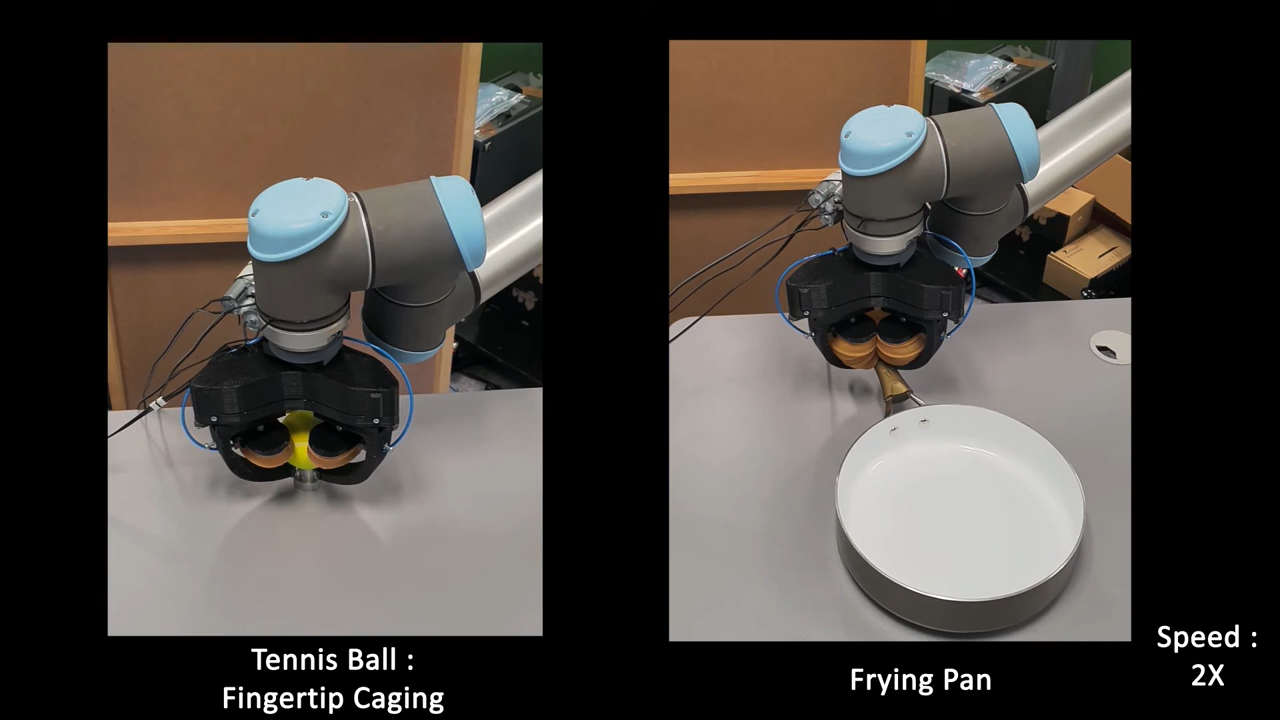 Tennis Ball :
Fingertip Caging
Frying Pan
Speed :
2X